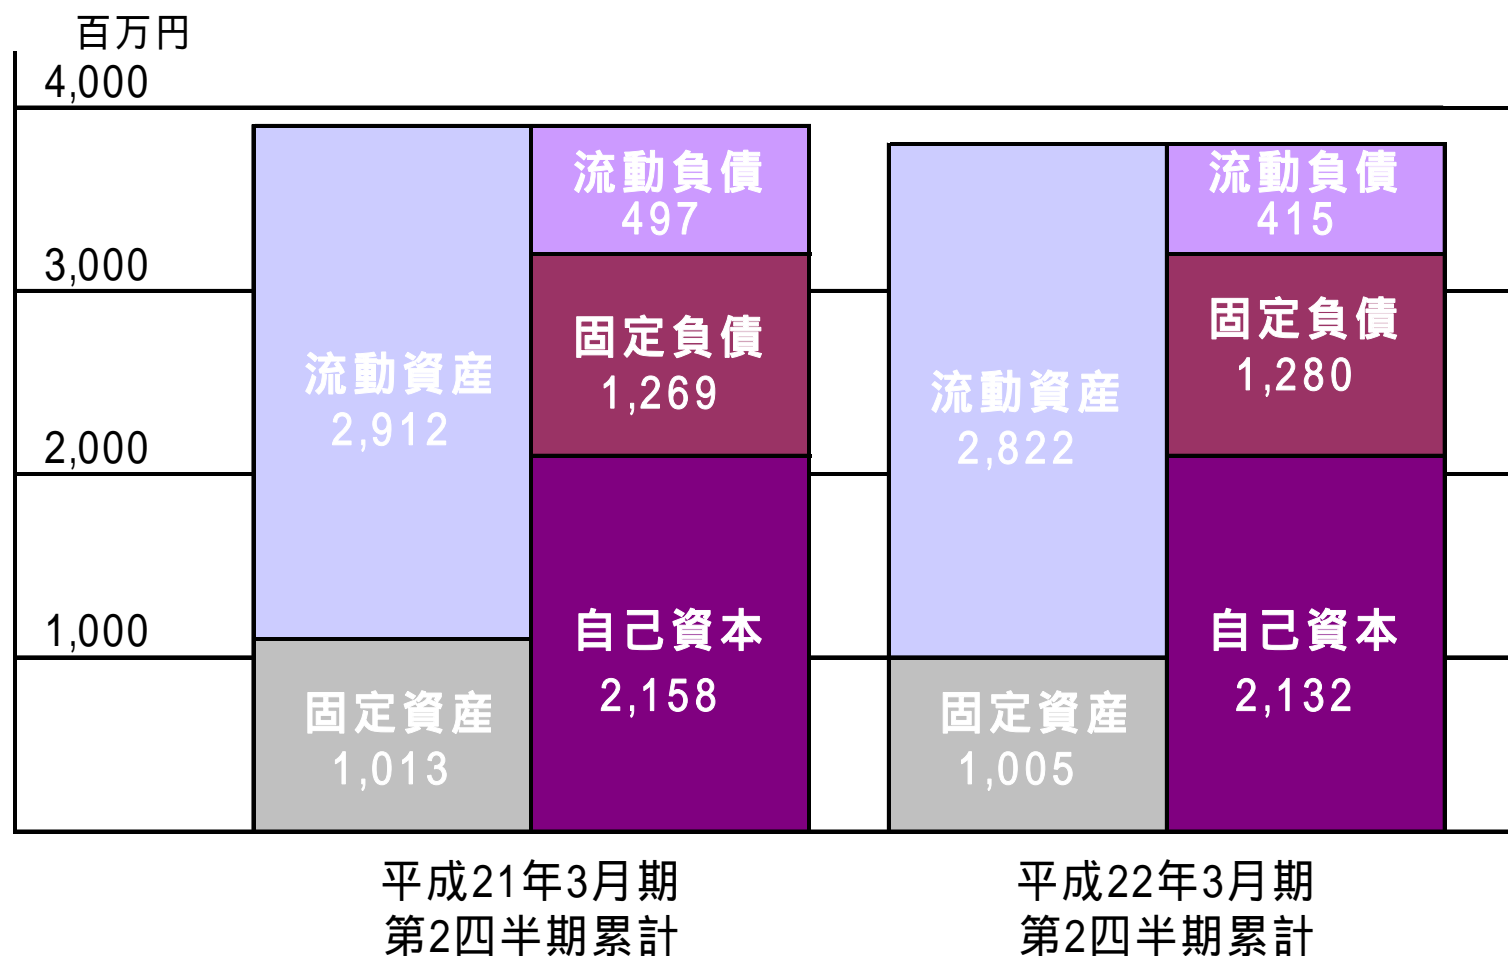 百万円
4,000
3,000
2,000
1,000
流動資産
2,912
固定資産
1,013
流動負債
497
固定負債
1,269
自己資本
2,158
流動資産
2,822
固定資産
1,005
流動負債
415
固定負債
1,280
自己資本
2,132
平成21年3月期
第2四半期累計
平成22年3月期
第2四半期累計